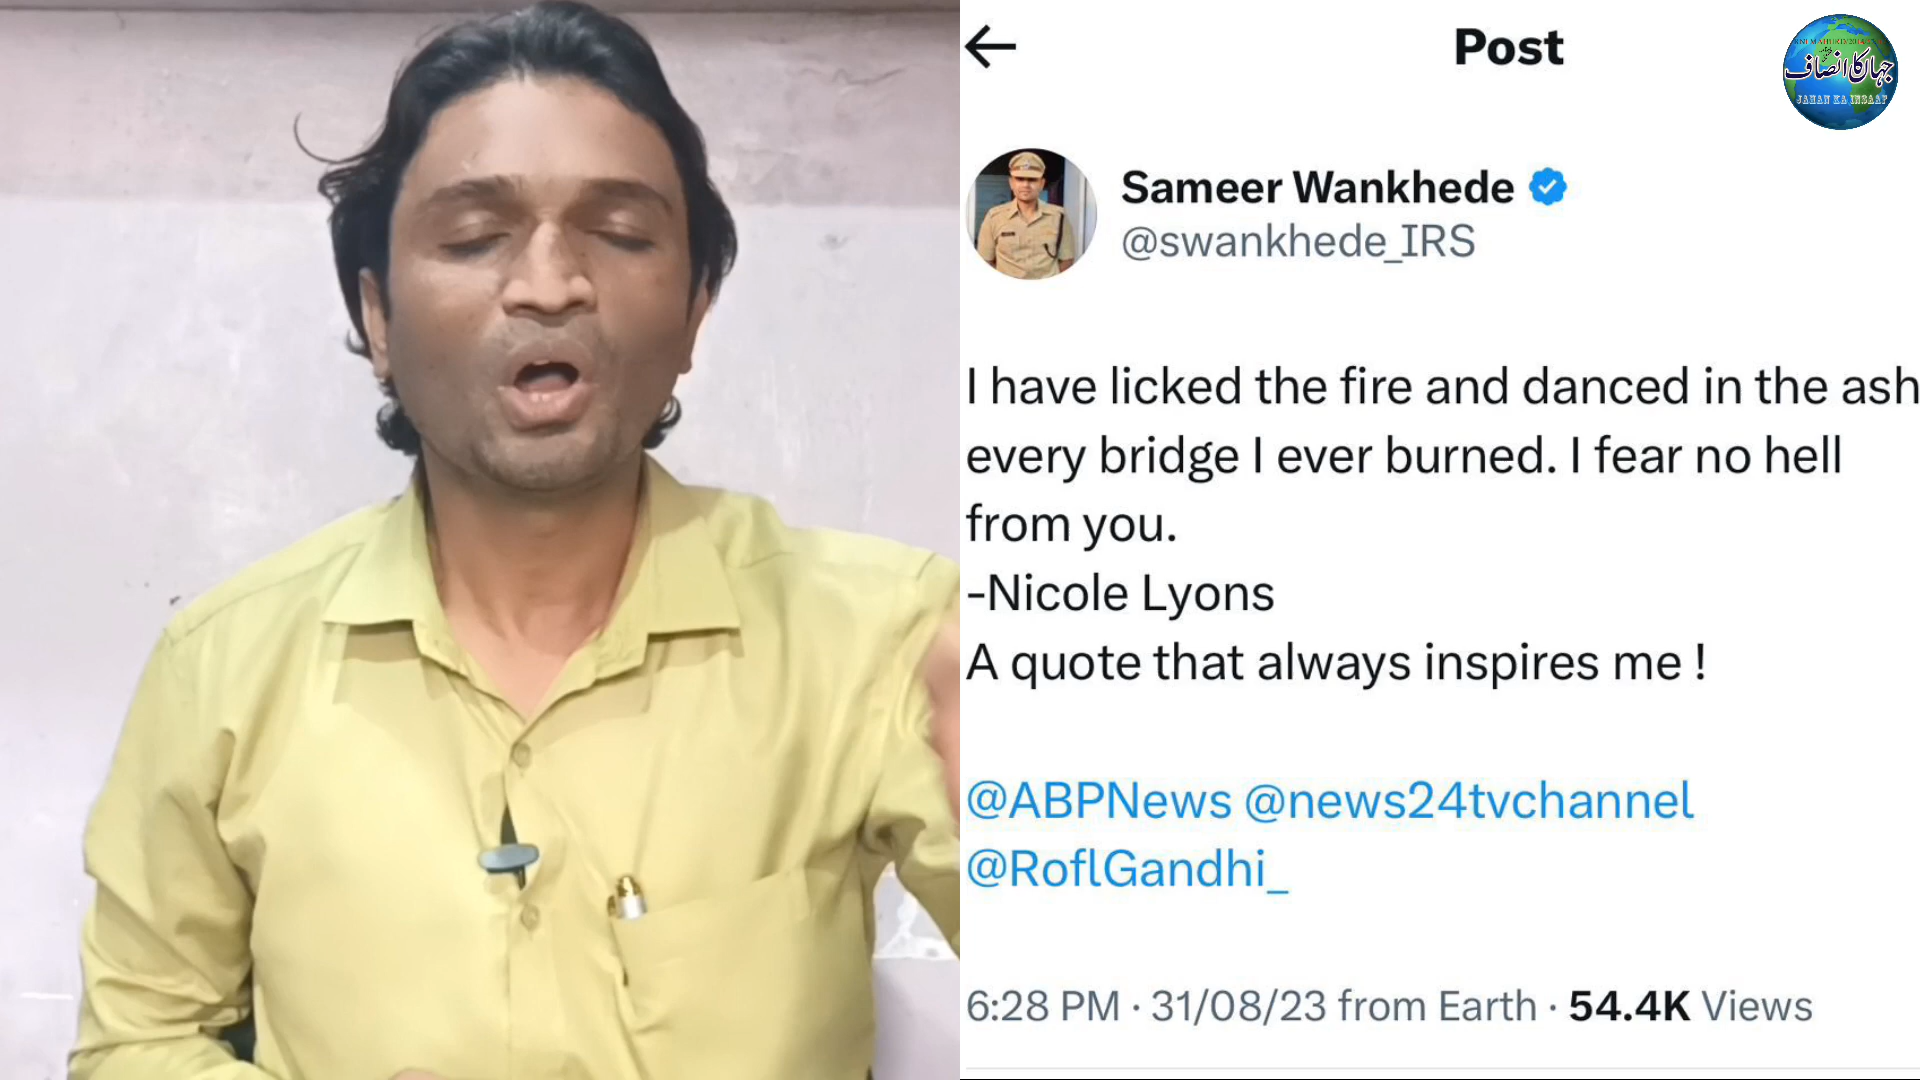 Post
جہاں کا انصاف
JAHAN KA INSAAF
Sameer Wankhede
@swankhede_IRS
I have licked the fire and danced in the ash
every bridge I ever burned. I fear no hell
from you.
-Nicole Lyons
A quote that always inspires me !
@ABPNews @news24tvchannel
@RoflGandhi_
6:28 PM · 31/08/23 from Earth · 54.4K Views